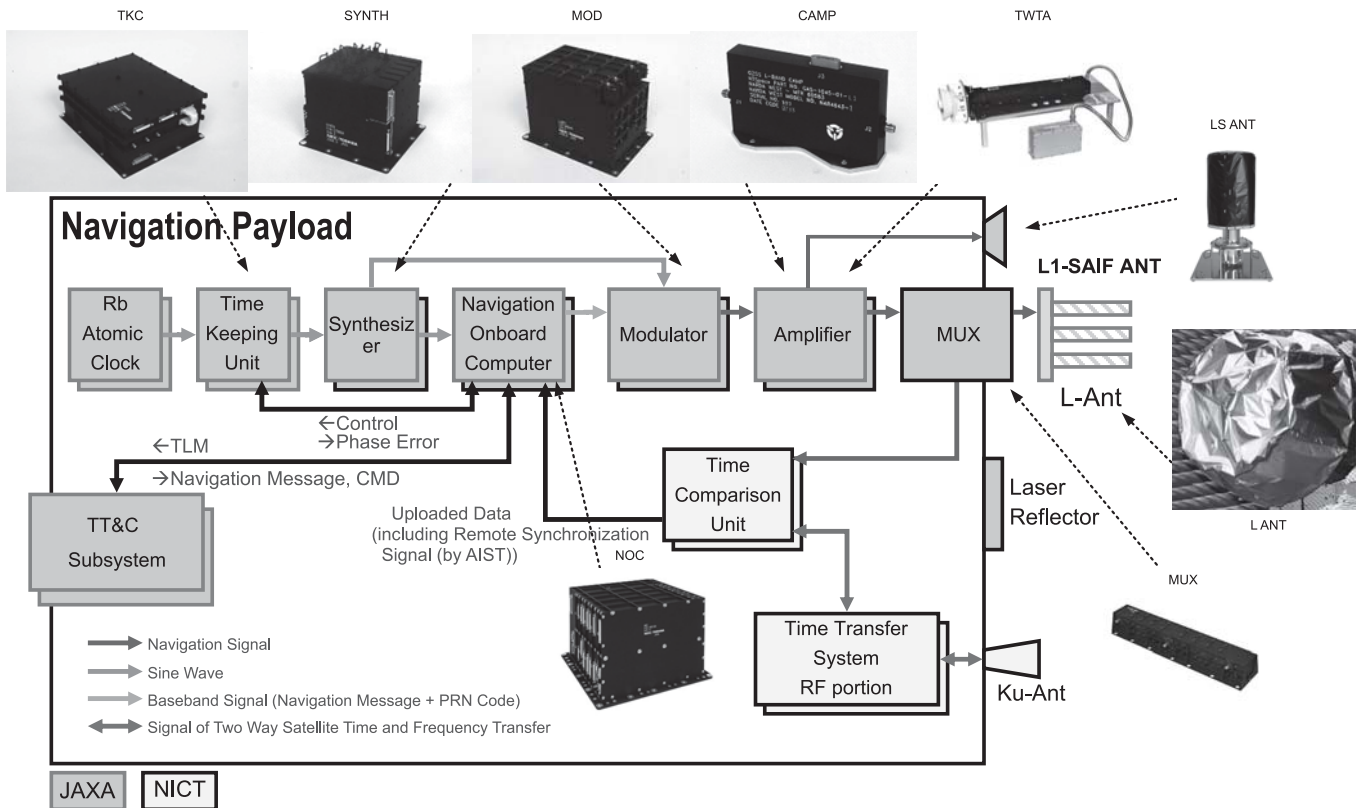 TKC
SYNTH
MOD
CAMP
TWTA
LS ANT
Navigation Payload
L1-SAIF ANT
Rb
Atomic
Clock
Time
Keeping
Unit
Synthesiz
er
Navigation
Onboard
Computer
Modulator
Amplifier
MUX
L-Ant
←Control
→Phase Error
←TLM
→Navigation Message, CMD
TT&C
Subsystem
Uploaded Data
(including Remote Synchronization
Signal (by AIST))
Time
Comparison
Unit
Laser
Reflector
L ANT
NOC
MUX
Time Transfer
System
RF portion
Ku-Ant
Navigation Signal
Sine Wave
Baseband Signal (Navigation Message + PRN Code)
Signal of Two Way Satellite Time and Frequency Transfer
JAXA
NICT